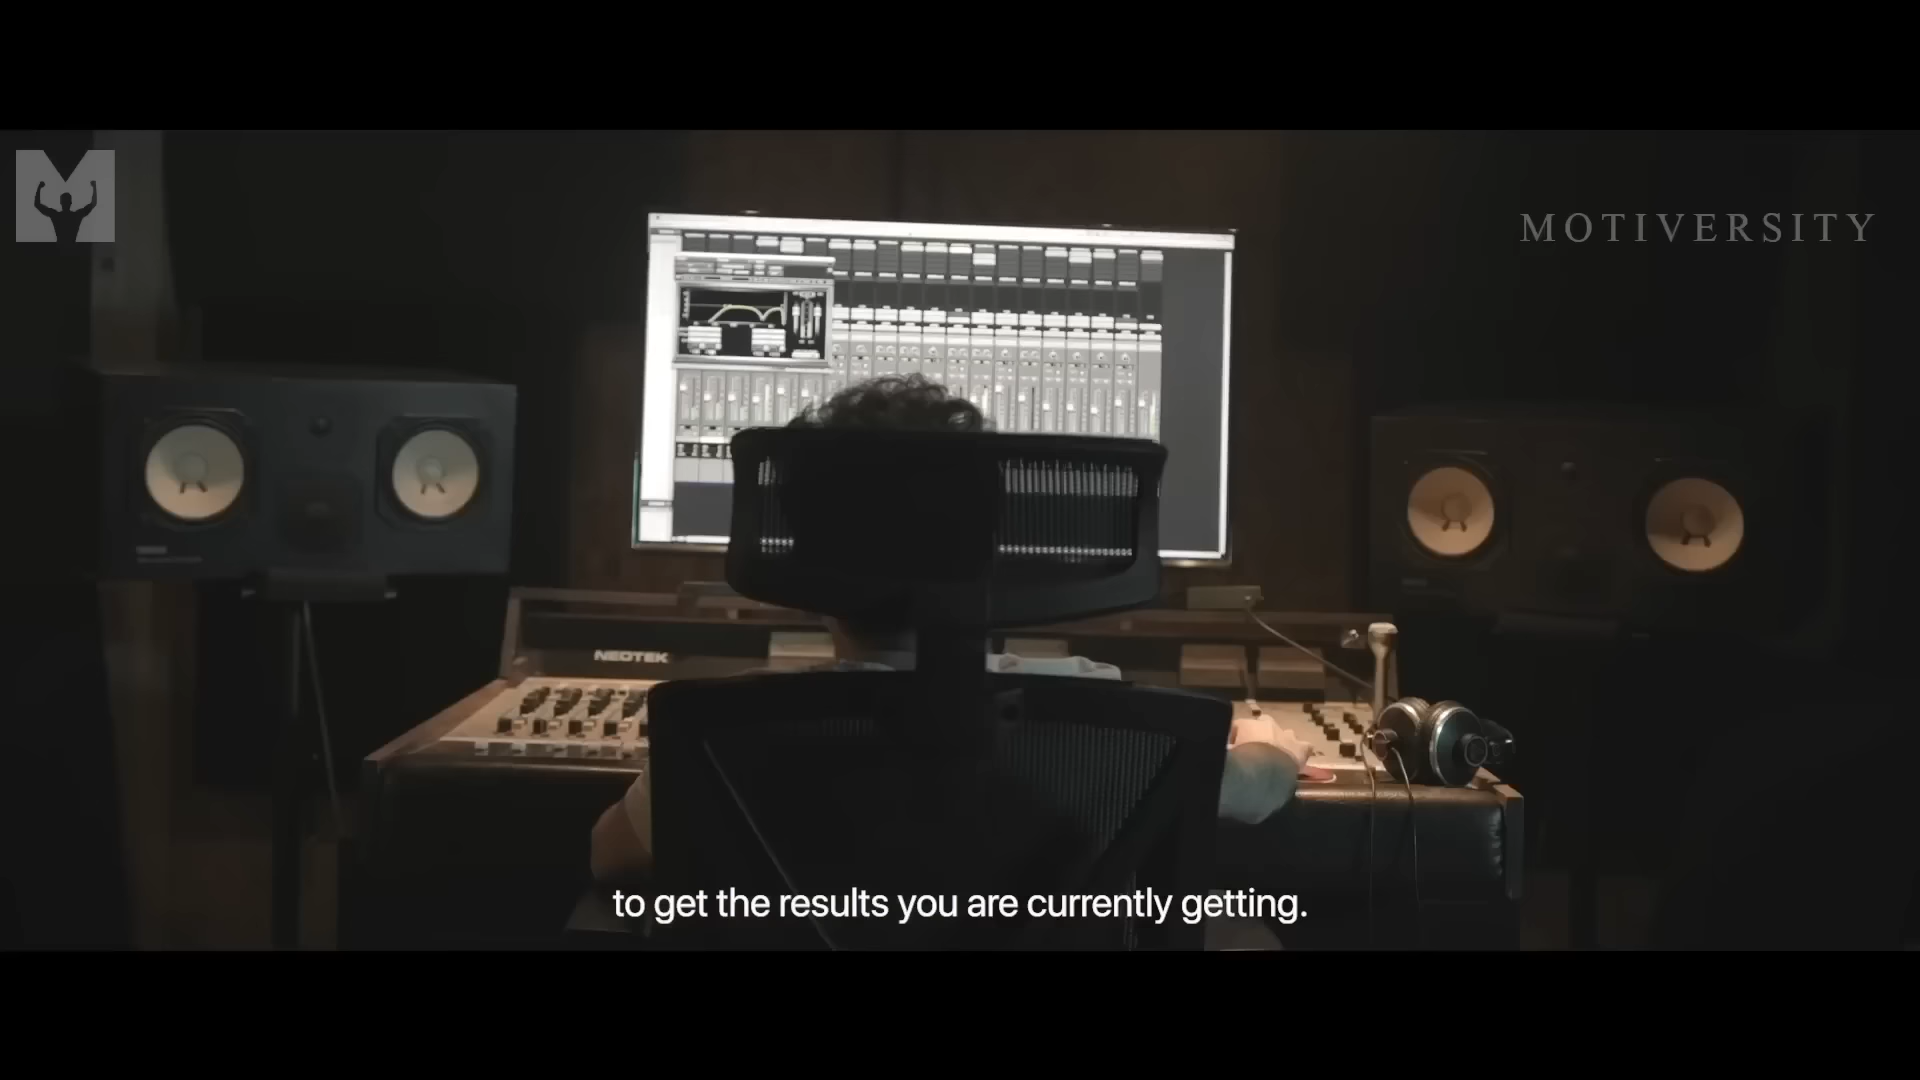 MOTIVERSITY
NEOTEK
to get the results you are currently getting.